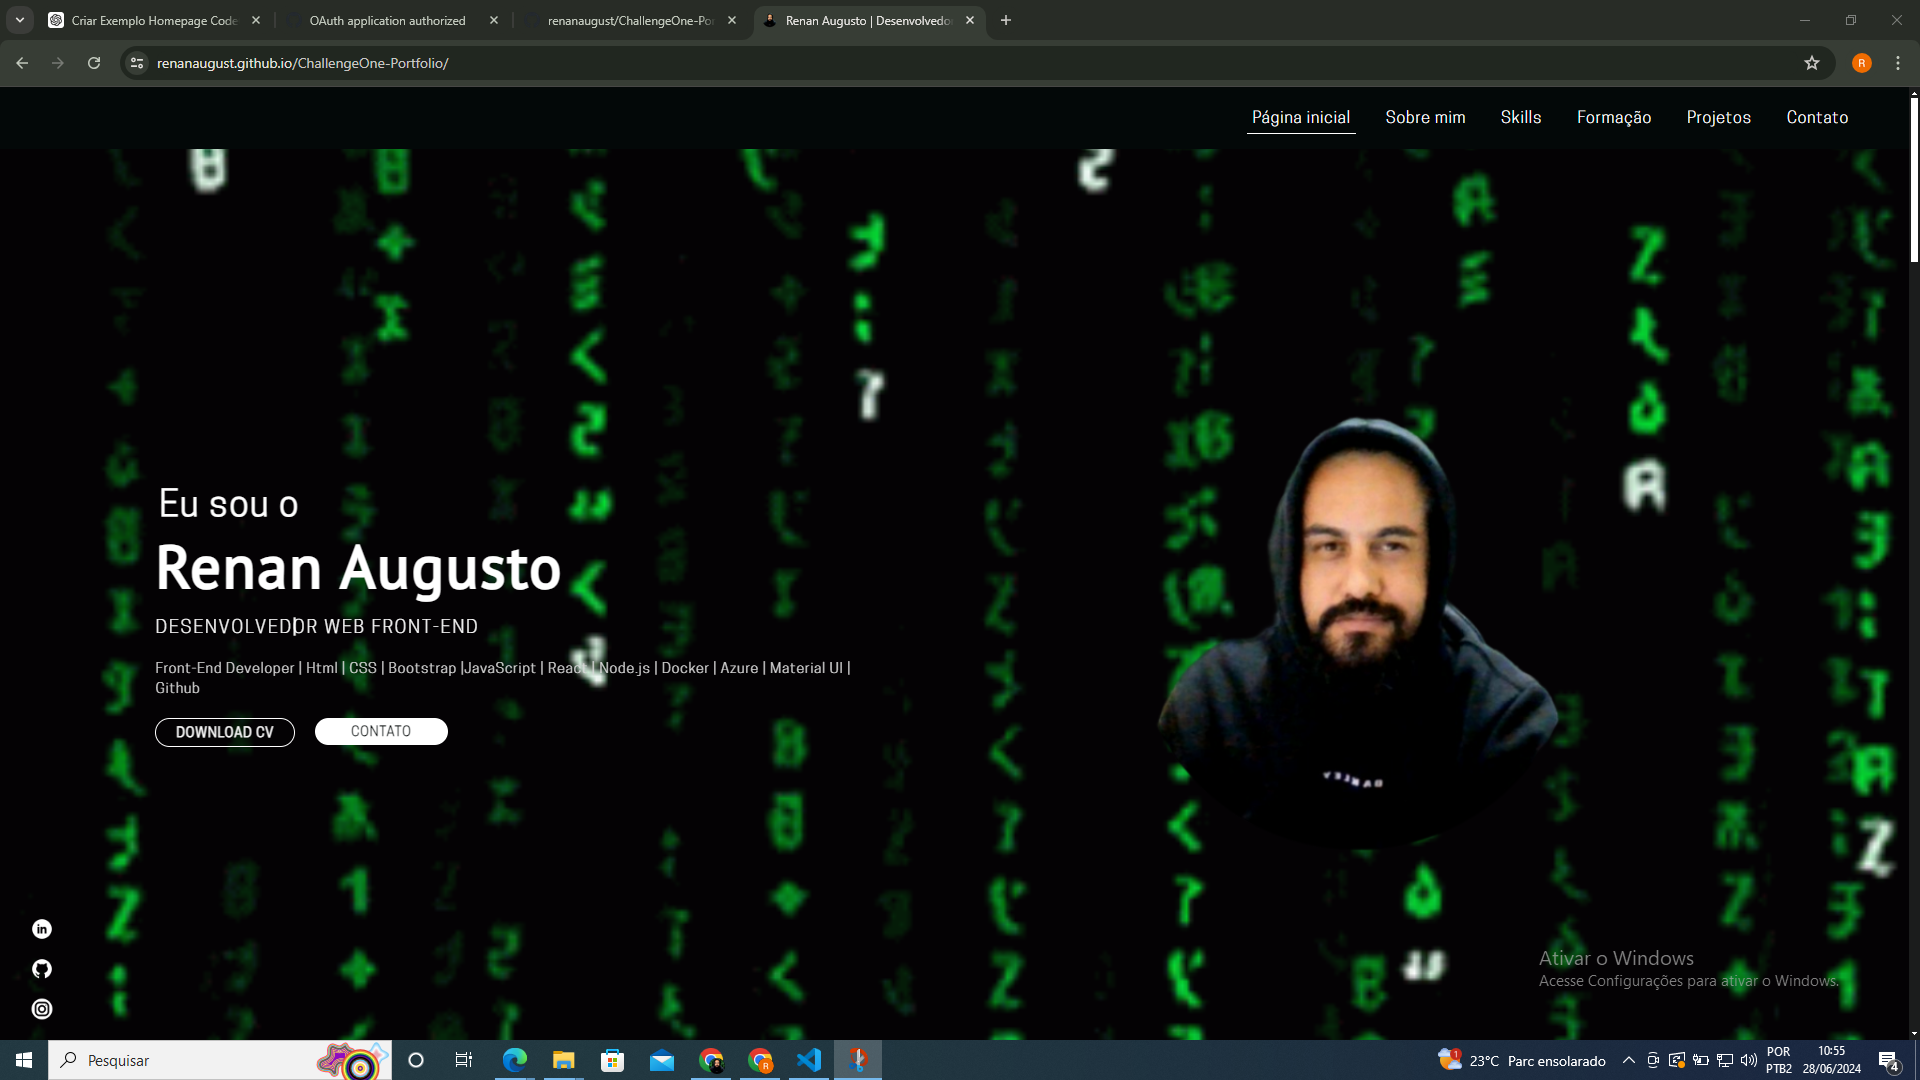 Criar Exemplo Homepage Code
OAuth application authorized
renanaugust/ChallengeOne-Po
Renan Augusto | Desenvolvedo
renanaugust.github.io/ChallengeOne-Portfolio/
R
Página inicial
Sobre mim
Skills
Formação
Projetos
Contato
Eu sou o
Renan Augusto
DESENVOLVEDOR WEB FRONT-END
Front-End Developer | Html | CSS | Bootstrap |JavaScript | React | Node.js | Docker | Azure | Material UI |
Github
DOWNLOAD CV
CONTATO
Ativar o Windows
Acesse Configurações para ativar o Windows.
Pesquisar
1
23°C Parc ensolarado
POR
PTB2
10:55
28/06/2024
4